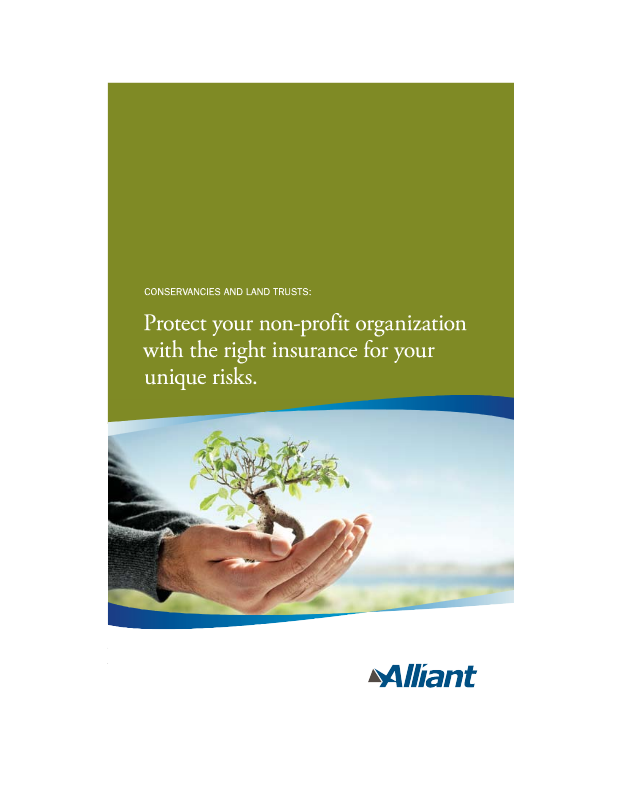 CONSERVANCIES AND LAND TRUSTS:
Protect your non-profit organization
with the right insurance for your
unique risks.
Alliant